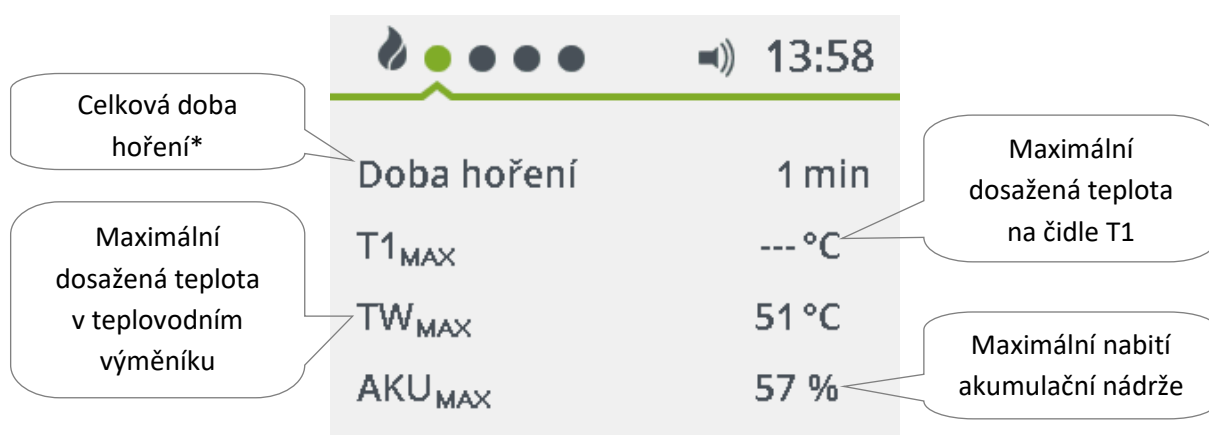 13:58
Celková doba
hoření*
Doba hoření 1 min
Maximální
dosažená teplota
na čidle T1
T1MAX --- °C
Maximální
dosažená teplota
v teplovodním
výměníku
TWMAX 51 °C
Maximální nabití
akumulační nádrže
AKUMAX 57 %